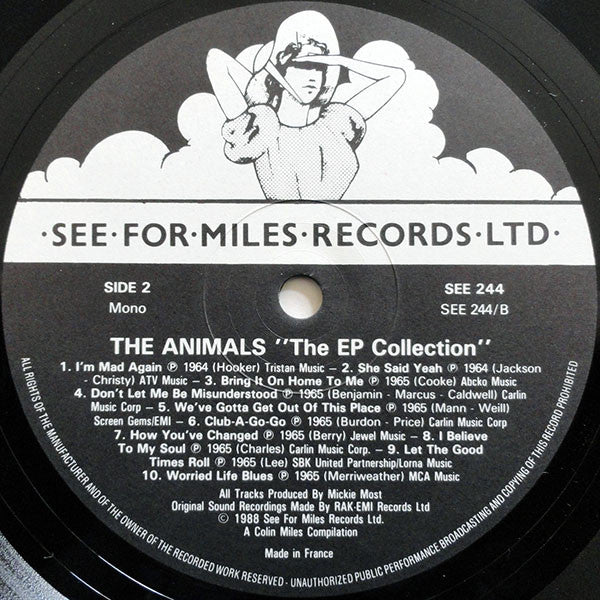 ·SEE·FOR·MILES·RECORDS·LTD·
SIDE 2
Mono
SEE 244
SEE 244/B
THE ANIMALS "The EP Collection"
1. I'm Mad Again ℗ 1964 (Hooker) Tristan Music – 2. She Said Yeah ℗ 1964 (Jackson
- Christy) ATV Music – 3. Bring It On Home To Me ℗ 1965 (Cooke) Abcko Music
4. Don't Let Me Be Misunderstood ℗ 1965 (Benjamin - Marcus - Caldwell) Carlin
Music Corp – 5. We've Gotta Get Out Of This Place ℗ 1965 (Mann - Weill)
Screen Gems/EMI – 6. Club-A-Go-Go ℗ 1965 (Burdon - Price) Carlin Music Corp
7. How You've Changed ℗ 1965 (Berry) Jewel Music – 8. I Believe
To My Soul ℗ 1965 (Charles) Carlin Music Corp. – 9. Let The Good
Times Roll ℗ 1965 (Lee) SBK United Partnership/Lorna Music
10. Worried Life Blues ℗ 1965 (Merriweather) MCA Music
All Tracks Produced By Mickie Most
Original Sound Recordings Made By RAK-EMI Records Ltd
© 1988 See For Miles Records Ltd.
A Colin Miles Compilation
Made in France
ALL RIGHTS OF THE MANUFACTURER AND OF THE OWNER OF THE RECORDED WORK RESERVED - UNAUTHORIZED PUBLIC PERFORMANCE BROADCASTING AND COPYING OF THIS RECORD PROHIBITED